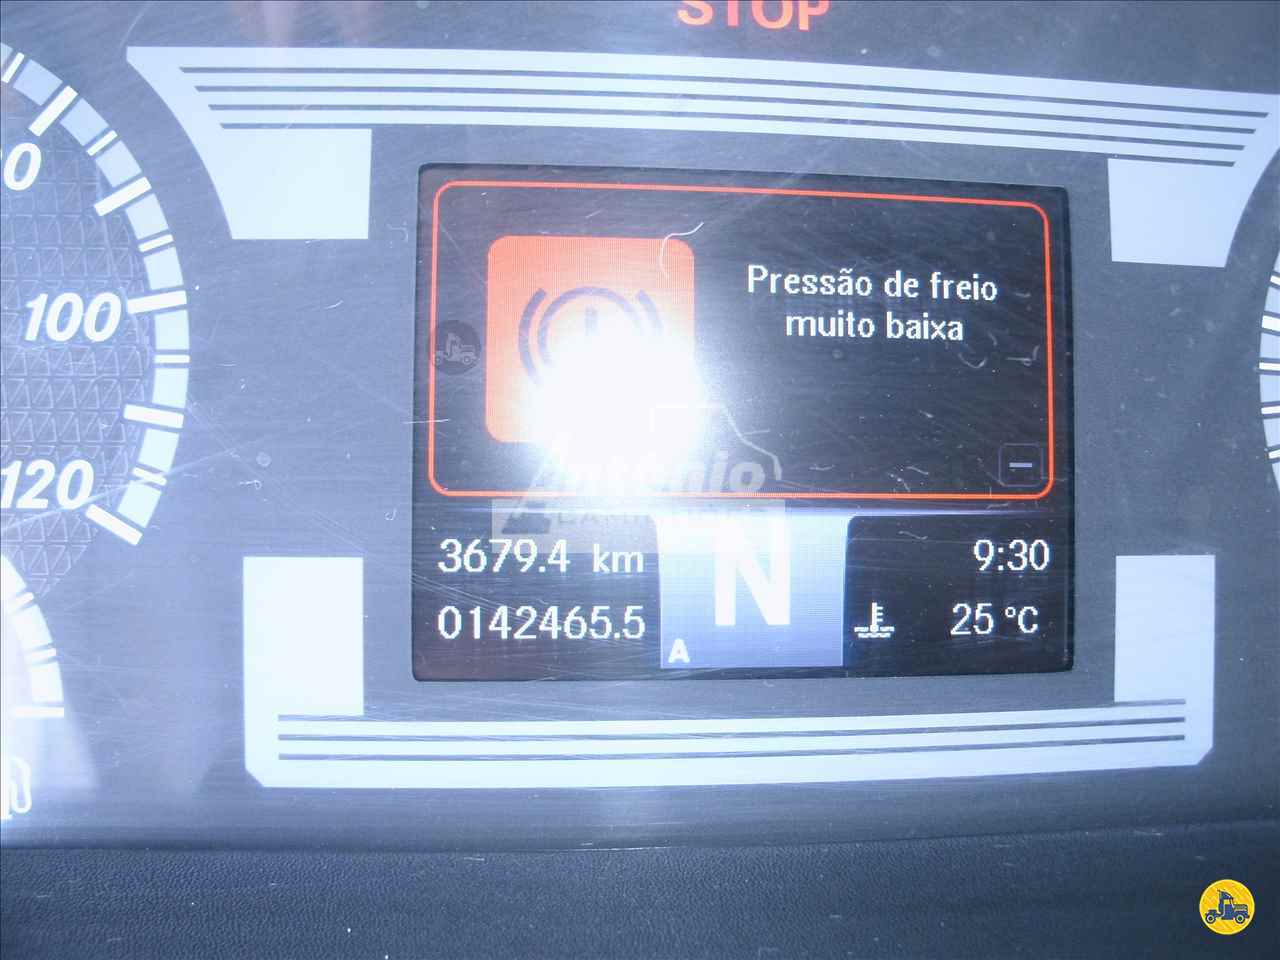 STOP
100
120
Pressão de freio
muito baixa
3679.4 km
N
9:30
0142465.5
A
25 °C
Antônio